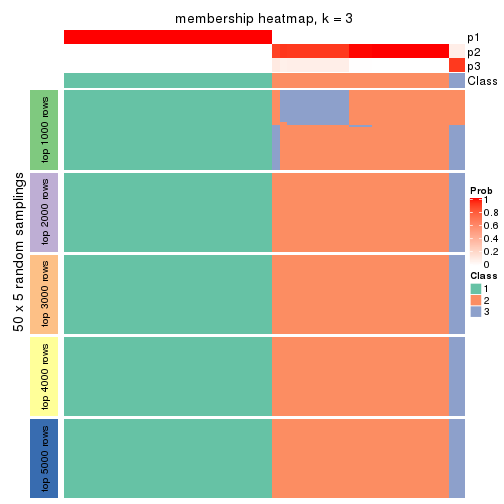 membership heatmap, k = 3
p1
p2
p3
Class
50 x 5 random samplings
top 1000 rows
top 2000 rows
top 3000 rows
top 4000 rows
top 5000 rows
Prob
1
0.8
0.6
0.4
0.2
0
Class
1
2
3